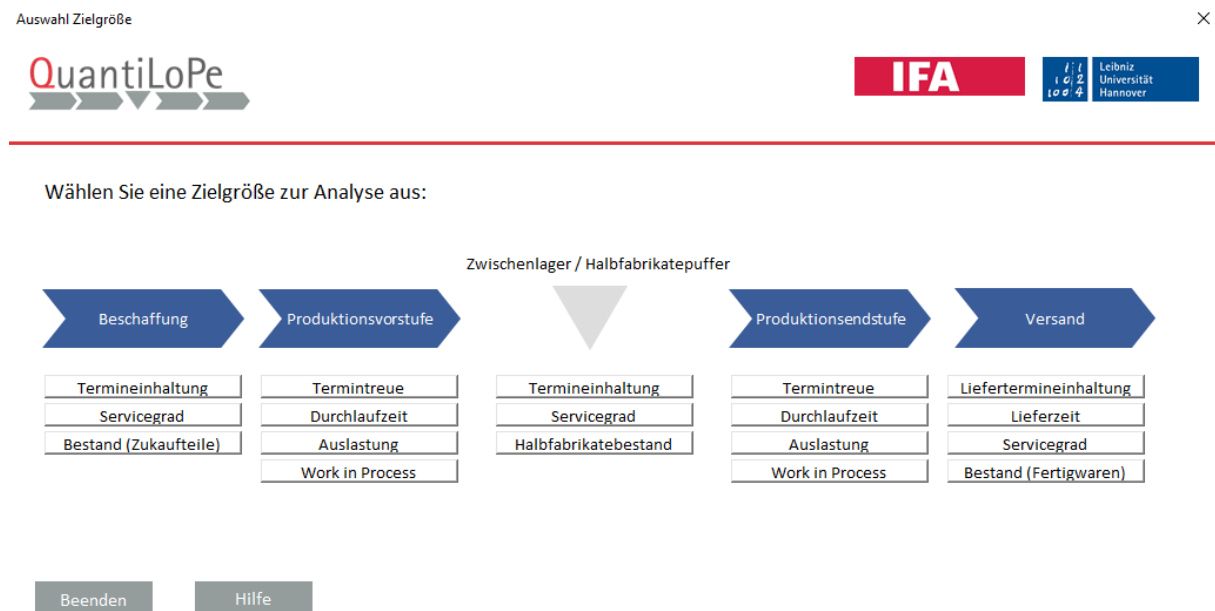 Auswahl Zielgröße
QuantiLoPe
IFA
Leibniz
Universität
Hannover
Wählen Sie eine Zielgröße zur Analyse aus:
Zwischenlager / Halbfabrikatepuffer
Beschaffung
Produktionsvorstufe
Produktionsendstufe
Versand
Termineinhaltung
Termintreue
Termineinhaltung
Termintreue
Liefertermineinhaltung
Servicegrad
Durchlaufzeit
Servicegrad
Durchlaufzeit
Lieferzeit
Bestand (Zukaufteile)
Auslastung
Halbfabrikatebestand
Auslastung
Servicegrad
Work in Process
Work in Process
Bestand (Fertigwaren)
Beenden
Hilfe